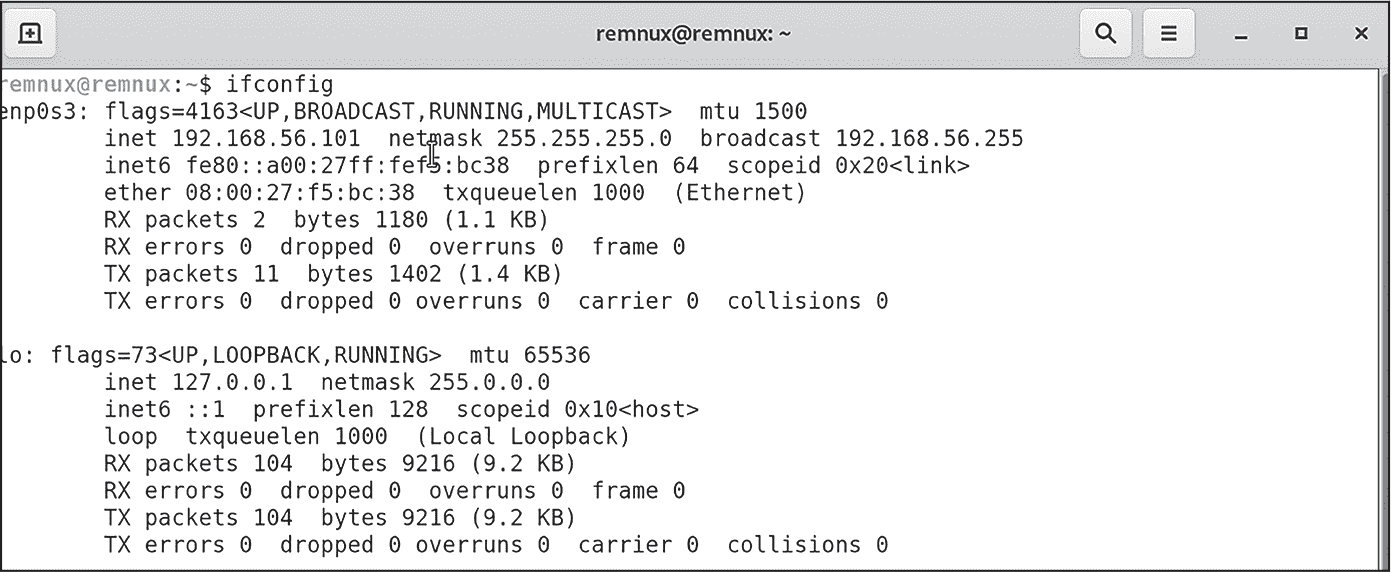 remnux@remnux: ~
remnux@remnux:~$ ifconfig
enp0s3: flags=4163<UP,BROADCAST,RUNNING,MULTICAST>  mtu 1500
        inet 192.168.56.101  netmask 255.255.255.0  broadcast 192.168.56.255
        inet6 fe80::a00:27ff:fef5:bc38  prefixlen 64  scopeid 0x20<link>
        ether 08:00:27:f5:bc:38  txqueuelen 1000  (Ethernet)
        RX packets 2  bytes 1180 (1.1 KB)
        RX errors 0  dropped 0  overruns 0  frame 0
        TX packets 11  bytes 1402 (1.4 KB)
        TX errors 0  dropped 0 overruns 0  carrier 0  collisions 0
lo: flags=73<UP,LOOPBACK,RUNNING>  mtu 65536
        inet 127.0.0.1  netmask 255.0.0.0
        inet6 ::1  prefixlen 128  scopeid 0x10<host>
        loop  txqueuelen 1000  (Local Loopback)
        RX packets 104  bytes 9216 (9.2 KB)
        RX errors 0  dropped 0  overruns 0  frame 0
        TX packets 104  bytes 9216 (9.2 KB)
        TX errors 0  dropped 0 overruns 0  carrier 0  collisions 0